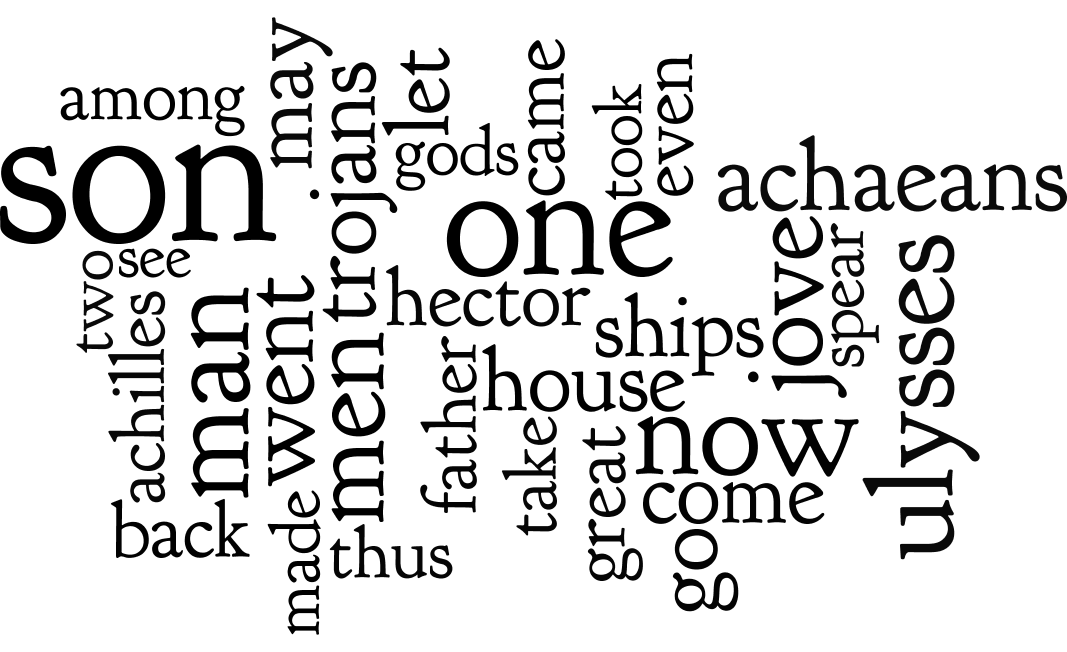 among
son
may
trojans
let
gods
came
took
even
achaeans
one
two
see
achilles
man
went
men
hector
ships
jove
spear
ulysses
father
house
take
great
now
come
go
back
made
thus